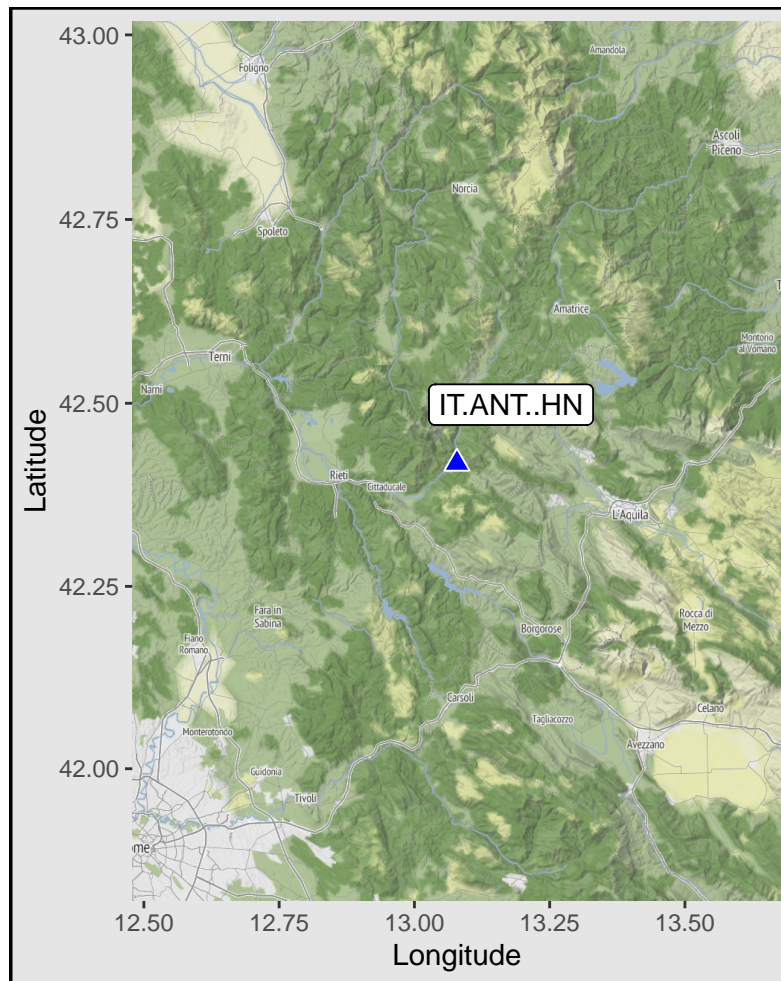 43.00
Amandola
Foligno
Ascoli
Piceno
42.75
Norcia
Spoleto
Amatrice
Montorio
al Vomano
Terni
Narni
42.50
IT.ANT..HN
Latitude
Rieti
Cittaducale
L'Aquila
42.25
Fara in
Sabina
Rocca di
Mezzo
Borgorose
Fiano
Romano
Carsoli
Celano
Tagliacozzo
Monterotondo
Avezzano
42.00
Guidonia
Tivoli
ome
12.50 12.75 13.00 13.25 13.50
Longitude